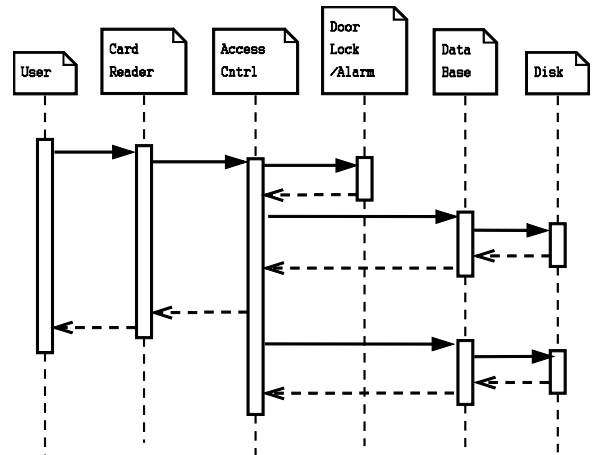 User
Card
Reader
Access
Cntrl
Door
Lock
/Alarm
Data
Base
Disk